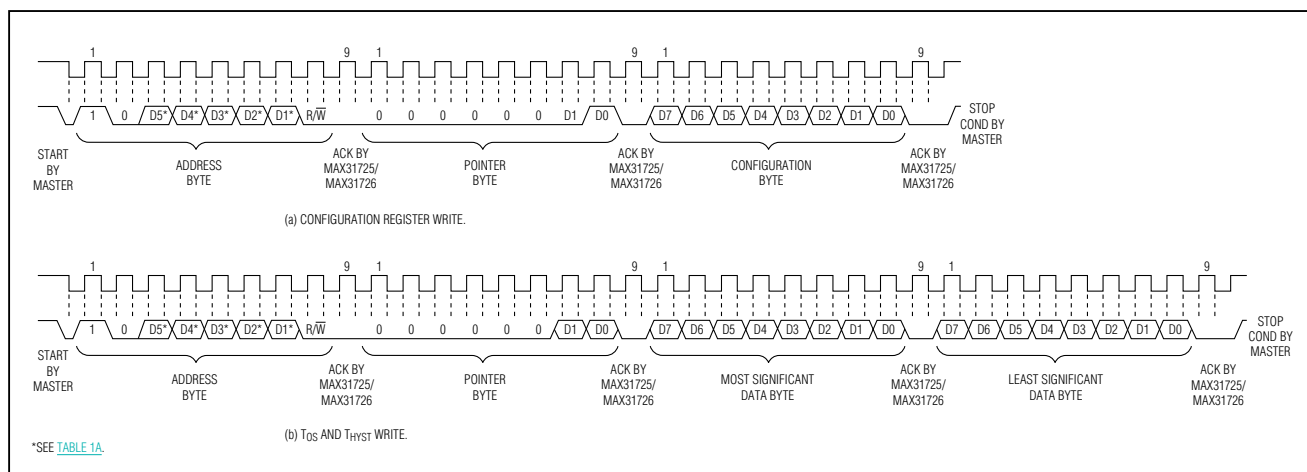 1 9 1 9 1 9
1 0 D5* D4* D3* D2* D1* R/W̅ 0 0 0 0 0 0 D1 D0 D7 D6 D5 D4 D3 D2 D1 D0
STOP
COND BY
MASTER
START
BY
MASTER
ADDRESS
BYTE
ACK BY
MAX31725/
MAX31726
POINTER
BYTE
ACK BY
MAX31725/
MAX31726
CONFIGURATION
BYTE
ACK BY
MAX31725/
MAX31726
(a) CONFIGURATION REGISTER WRITE.
1 9 1 9 1 9 1 9
1 0 D5* D4* D3* D2* D1* R/W̅ 0 0 0 0 0 0 D1 D0 D7 D6 D5 D4 D3 D2 D1 D0 D7 D6 D5 D4 D3 D2 D1 D0
STOP
COND BY
MASTER
START
BY
MASTER
ADDRESS
BYTE
ACK BY
MAX31725/
MAX31726
POINTER
BYTE
ACK BY
MAX31725/
MAX31726
MOST SIGNIFICANT
DATA BYTE
ACK BY
MAX31725/
MAX31726
LEAST SIGNIFICANT
DATA BYTE
ACK BY
MAX31725/
MAX31726
(b) TOS AND THYST WRITE.
*SEE TABLE 1A.